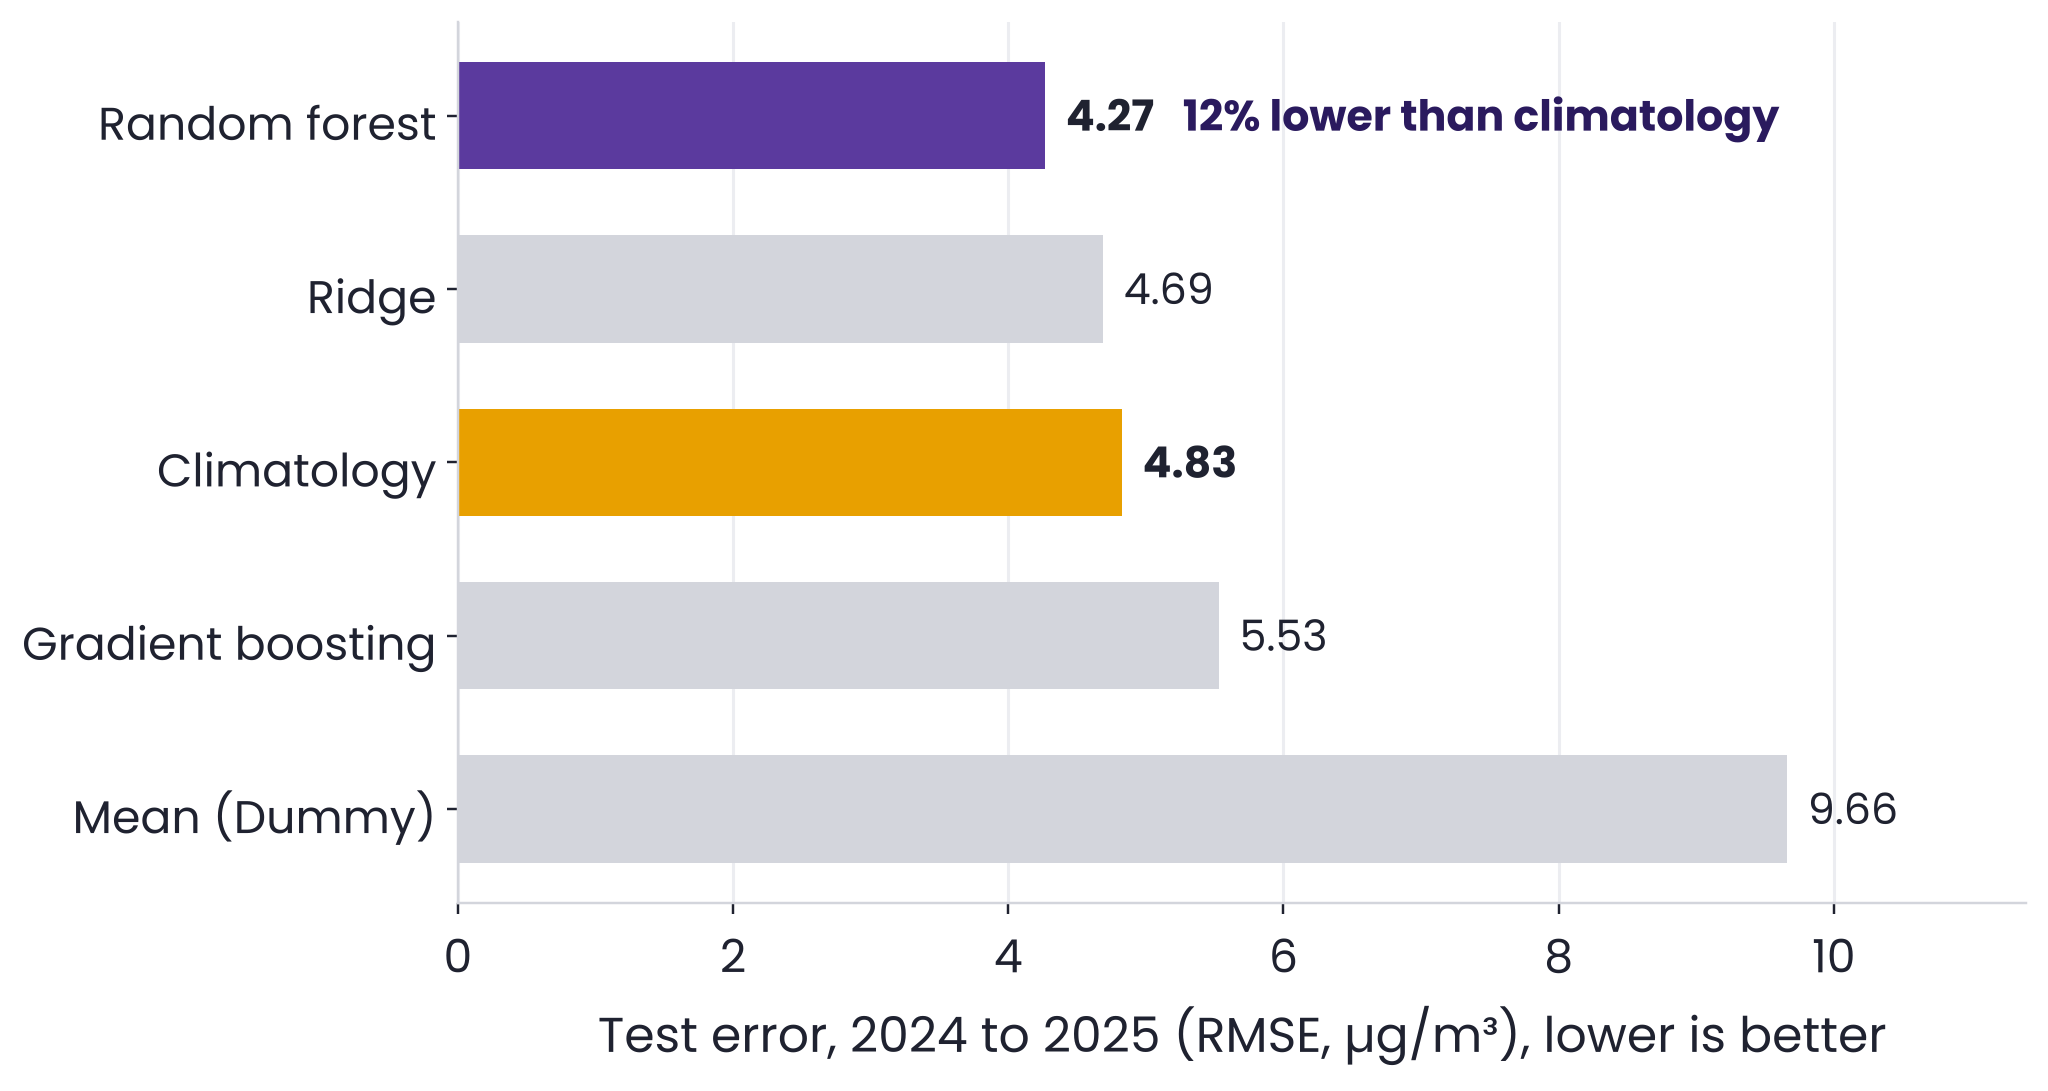 Random forest 4.27 12% lower than climatology
Ridge 4.69
Climatology 4.83
Gradient boosting 5.53
Mean (Dummy) 9.66
0 2 4 6 8 10
Test error, 2024 to 2025 (RMSE, µg/m³), lower is better